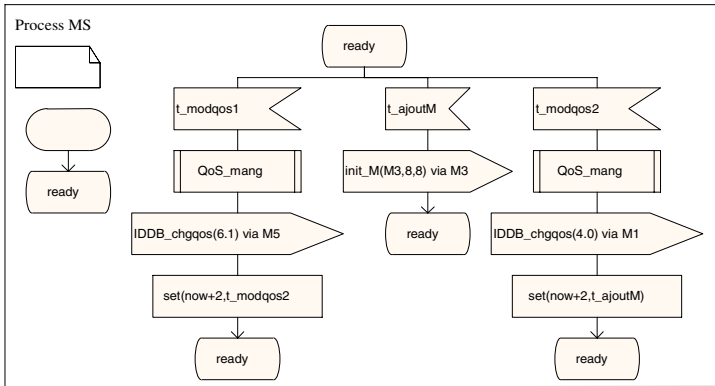 Process MS
ready
t_modqos1
t_ajoutM
t_modqos2
QoS_mang
init_M(M3,8,8) via M3
QoS_mang
ready
IDDB_chgqos(6.1) via M5
ready
IDDB_chgqos(4.0) via M1
set(now+2,t_modqos2
set(now+2,t_ajoutM)
ready
ready